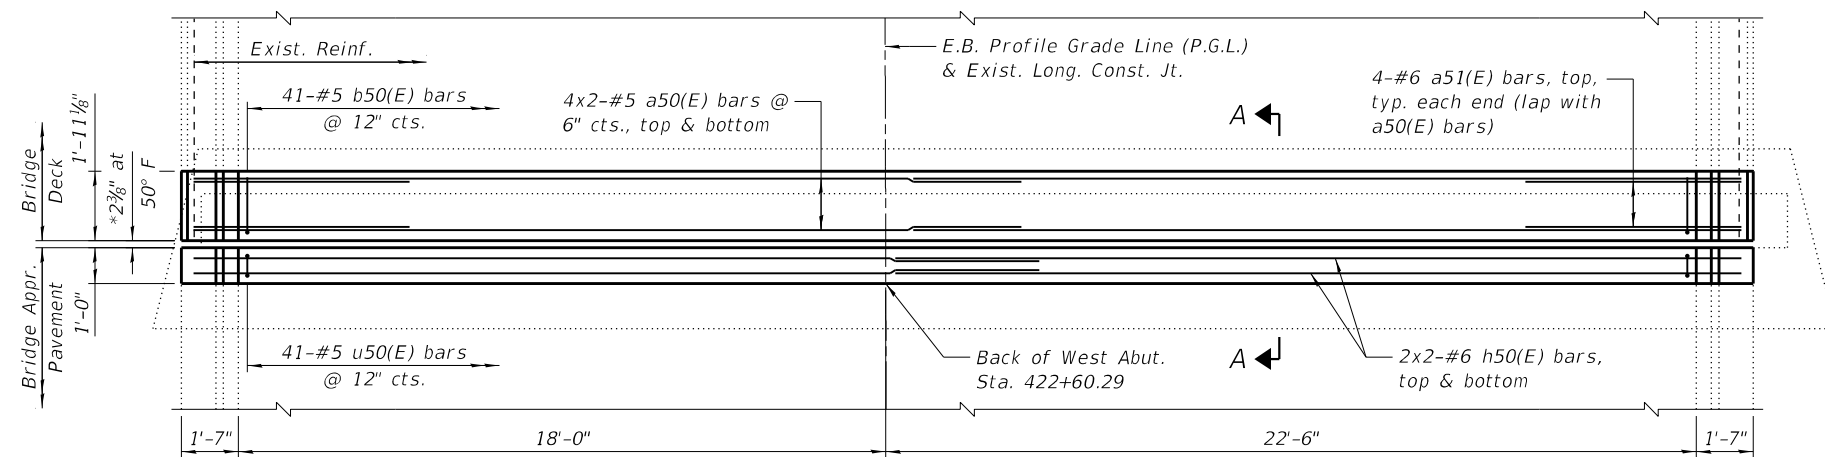 Exist. Reinf.
E.B. Profile Grade Line (P.G.L.)
& Exist. Long. Const. Jt.
4-#6 a51(E) bars, top,
typ. each end (lap with
a50(E) bars)
41-#5 b50(E) bars
@ 12" cts.
4x2-#5 a50(E) bars @
6" cts., top & bottom
A
1'-11⅛"
Bridge
Deck
*2⅜" at
50° F
Bridge Appr.
Pavement
1'-0"
41-#5 u50(E) bars
@ 12" cts.
Back of West Abut.
Sta. 422+60.29
A
2x2-#6 h50(E) bars,
top & bottom
1'-7"
18'-0"
22'-6"
1'-7"